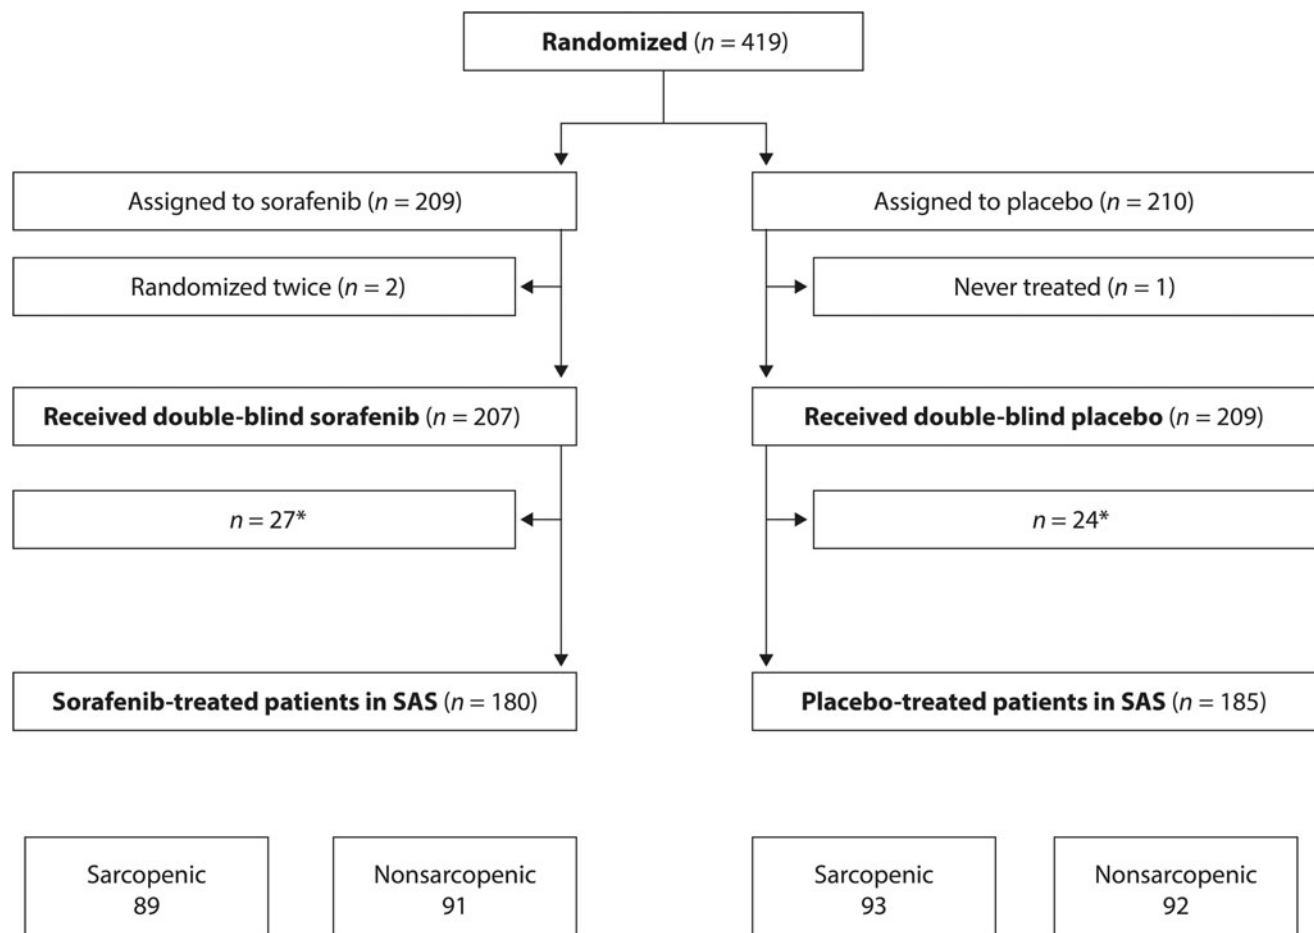 Randomized (n = 419)
Assigned to sorafenib (n = 209)
Assigned to placebo (n = 210)
Randomized twice (n = 2)
Never treated (n = 1)
Received double-blind sorafenib (n = 207)
Received double-blind placebo (n = 209)
n = 27*
n = 24*
Sorafenib-treated patients in SAS (n = 180)
Placebo-treated patients in SAS (n = 185)
Sarcopenic
89
Nonsarcopenic
91
Sarcopenic
93
Nonsarcopenic
92